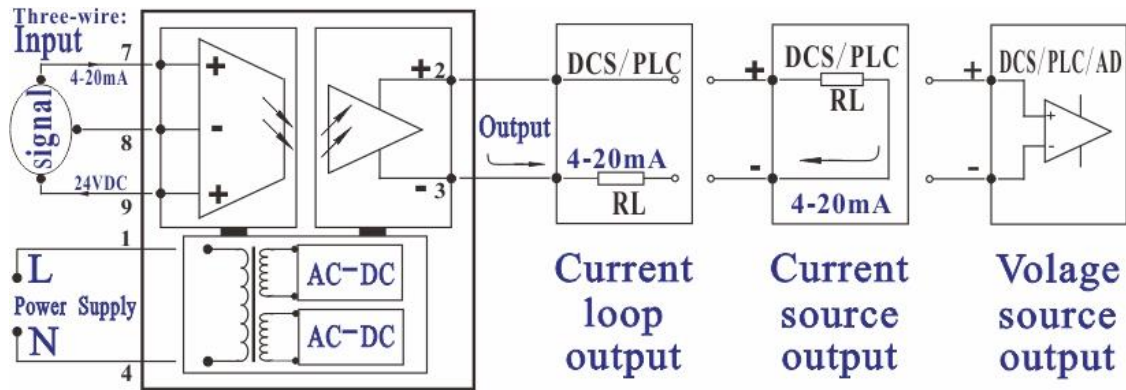 Three-wire:
Input
7
4-20mA
+
signal
8
-
24VDC
9
+
1
L
Power Supply
N
4
AC-DC
AC-DC
+ 2
- 3
Output
DCS/PLC
4-20mA
RL
Current
loop
output
+
DCS/PLC
RL
-
4-20mA
Current
source
output
+
DCS/PLC/AD
+
-
-
Volage
source
output